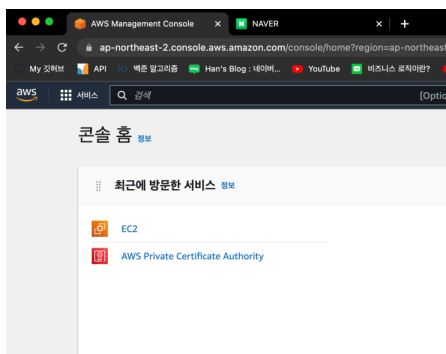 AWS Management Console
NAVER
ap-northeast-2.console.aws.amazon.com/console/home?region=ap-northeast
My 깃허브
API
백준 알고리즘
Han's Blog : 네이버...
YouTube
비즈니스 로직이란?
aws
서비스
검색
[Optio
콘솔 홈 정보
최근에 방문한 서비스 정보
EC2
AWS Private Certificate Authority